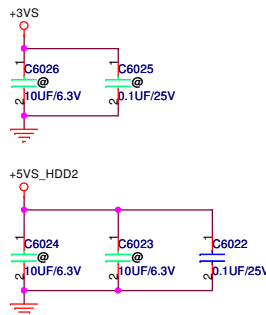 +3VS
1 1
C6026 C6025
@ @
2 10UF/6.3V 2 0.1UF/25V
+5VS_HDD2
1 1 1
C6024 C6023 C6022
@ @
2 10UF/6.3V 2 10UF/6.3V 2 0.1UF/25V